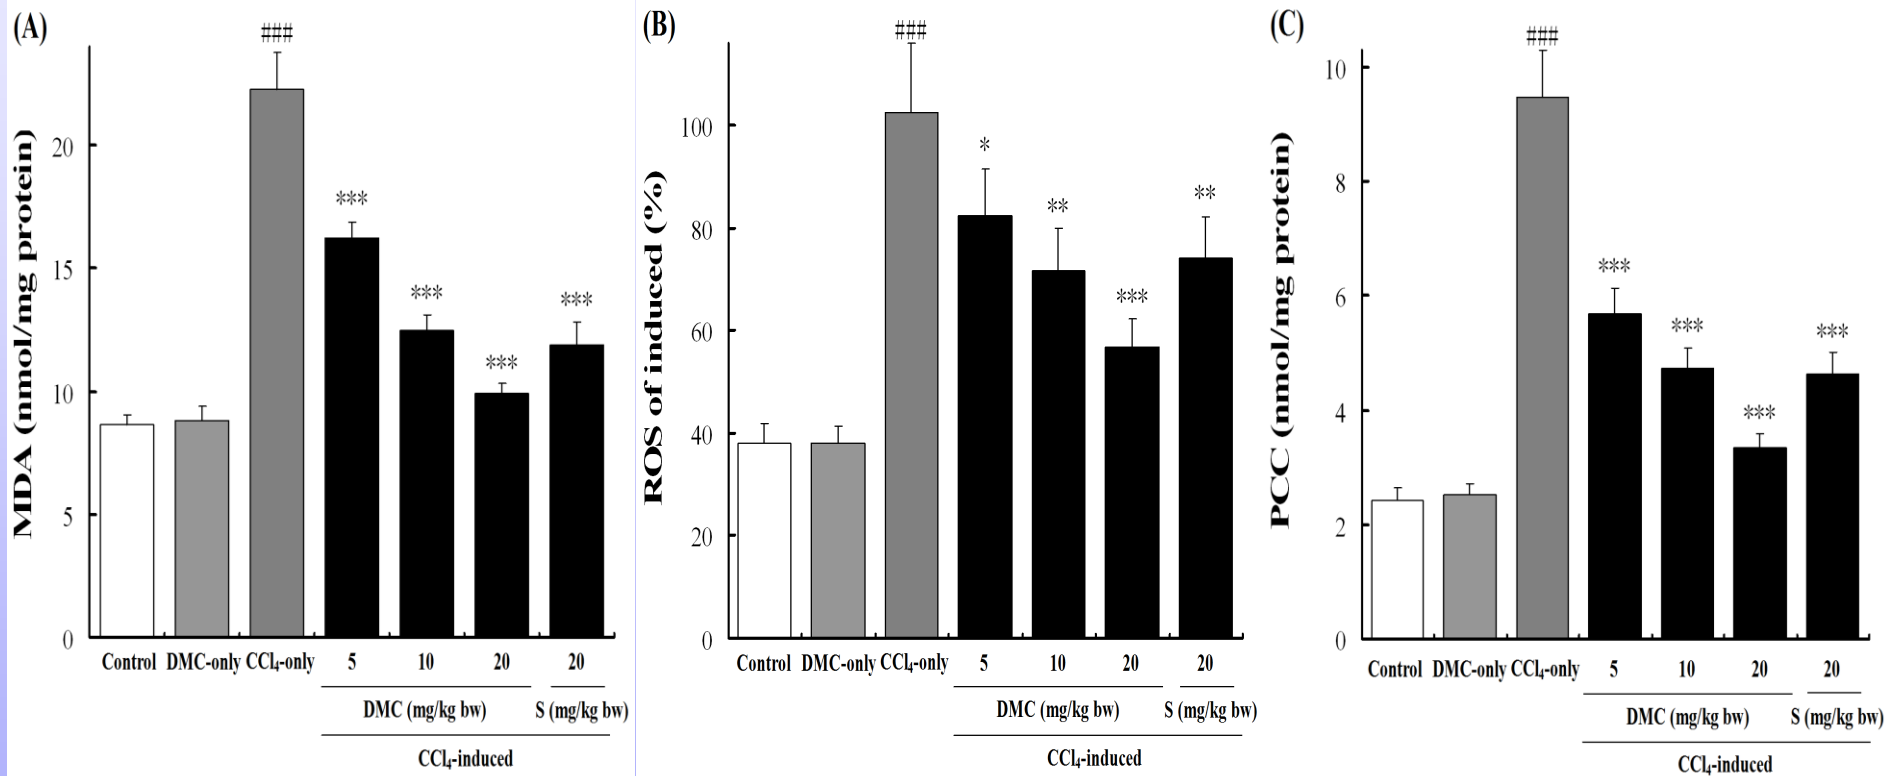 (A)
###
MDA (nmol/mg protein)
20
15
10
5
0
***
***
***
***
Control DMC-only CCl₄-only 5 10 20 20
DMC (mg/kg bw) S (mg/kg bw)
CCl₄-induced
(B)
###
ROS of induced (%)
100
80
60
40
20
0
*
**
***
**
Control DMC-only CCl₄-only 5 10 20 20
DMC (mg/kg bw) S (mg/kg bw)
CCl₄-induced
(C)
###
PCC (nmol/mg protein)
10
8
6
4
2
0
***
***
***
***
Control DMC-only CCl₄-only 5 10 20 20
DMC (mg/kg bw) S (mg/kg bw)
CCl₄-induced